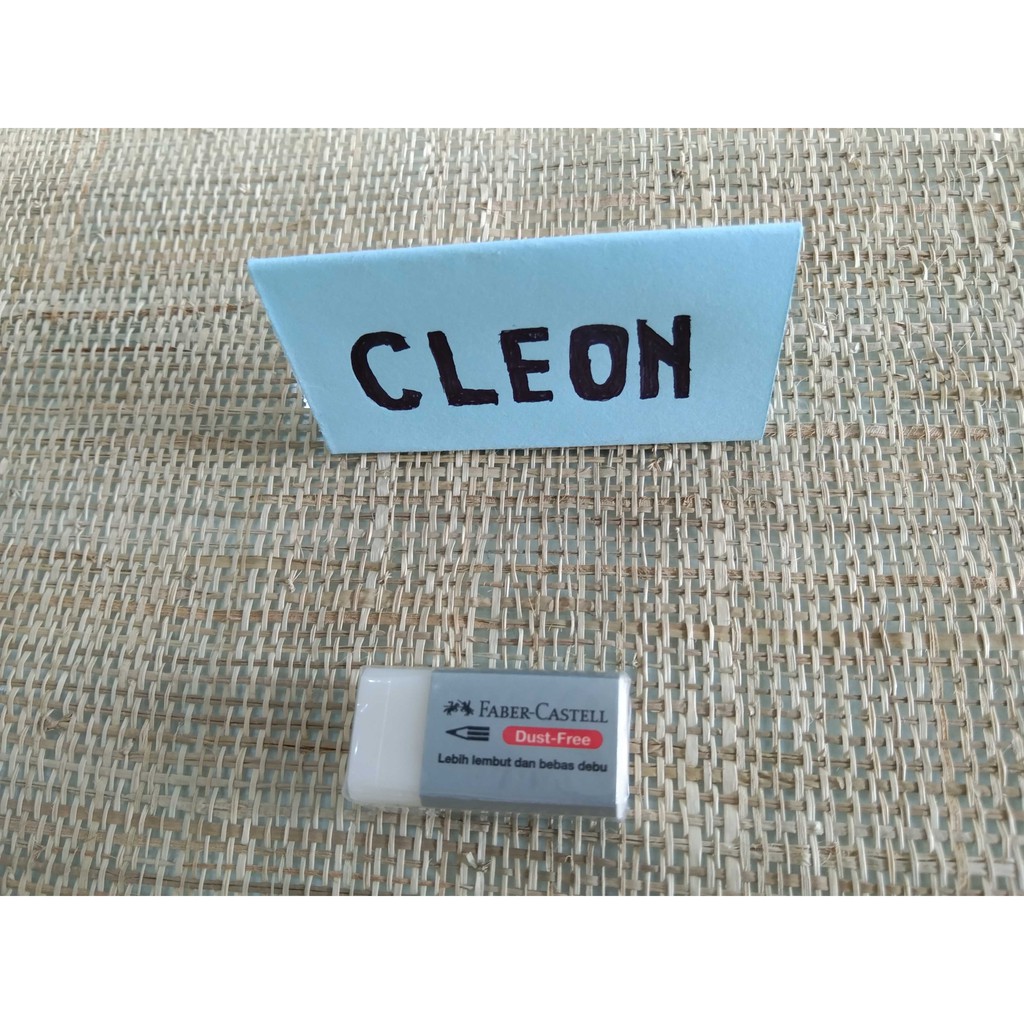 CLEON
FABER-CASTELL
Dust-Free
Lebih lembut dan bebas debu